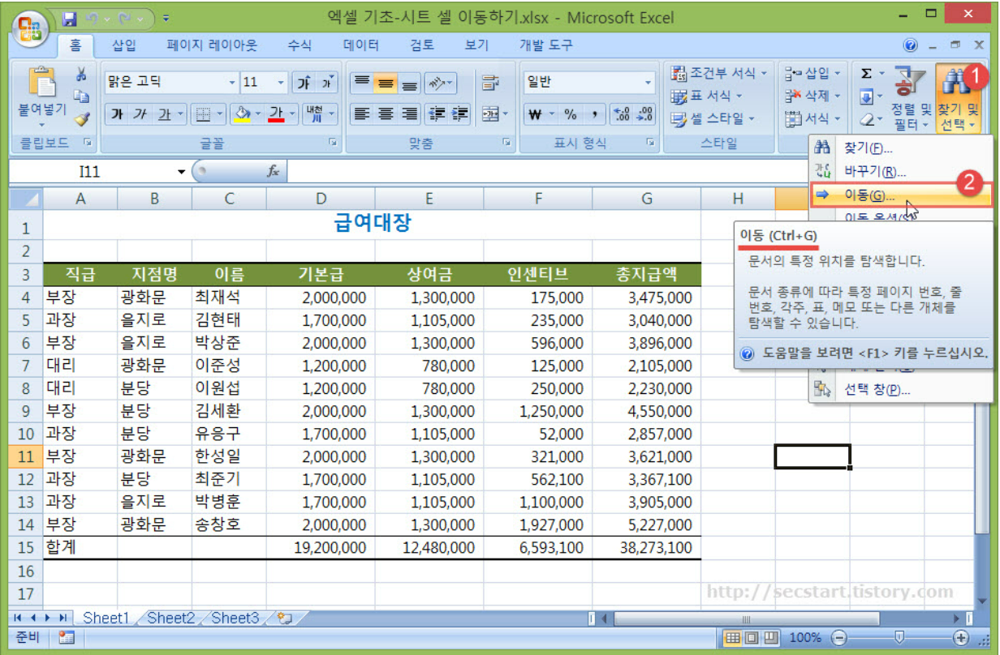 엑셀 기초-시트 셀 이동하기.xlsx - Microsoft Excel
홈 삽입 페이지 레이아웃 수식 데이터 검토 보기 개발 도구
맑은 고딕 11 일반
붙여넣기
가 가 가 가 내천
조건부 서식
표 서식
셀 스타일
삽입
삭제
서식
정렬 및 필터
찾기 및 선택
1
클립보드 글꼴 맞춤 표시 형식 스타일
I11 fx
찾기(F)...
바꾸기(R)...
2
이동(G)...
이동 옵션(S)
이동 (Ctrl+G)
문서의 특정 위치를 탐색합니다.
문서 종류에 따라 특정 페이지 번호, 줄
번호, 각주, 표, 메모 또는 다른 개체를
탐색할 수 있습니다.
도움말을 보려면 <F1> 키를 누르십시오.
선택 창(P)...
A B C D E F G H
1 급여대장
2
3 직급 지점명 이름 기본급 상여금 인센티브 총지급액
4 부장 광화문 최재석 2,000,000 1,300,000 175,000 3,475,000
5 과장 을지로 김현태 1,700,000 1,105,000 235,000 3,040,000
6 부장 을지로 박상준 2,000,000 1,300,000 596,000 3,896,000
7 대리 광화문 이준성 1,200,000 780,000 125,000 2,105,000
8 대리 분당 이원섭 1,200,000 780,000 250,000 2,230,000
9 부장 분당 김세환 2,000,000 1,300,000 1,250,000 4,550,000
10 과장 분당 유응구 1,700,000 1,105,000 52,000 2,857,000
11 부장 광화문 한성일 2,000,000 1,300,000 321,000 3,621,000
12 과장 분당 최준기 1,700,000 1,105,000 562,100 3,367,100
13 과장 을지로 박병훈 1,700,000 1,105,000 1,100,000 3,905,000
14 부장 광화문 송창호 2,000,000 1,300,000 1,927,000 5,227,000
15 합계 19,200,000 12,480,000 6,593,100 38,273,100
16
17
http://secstart.tistory.com
Sheet1 Sheet2 Sheet3
준비 100%